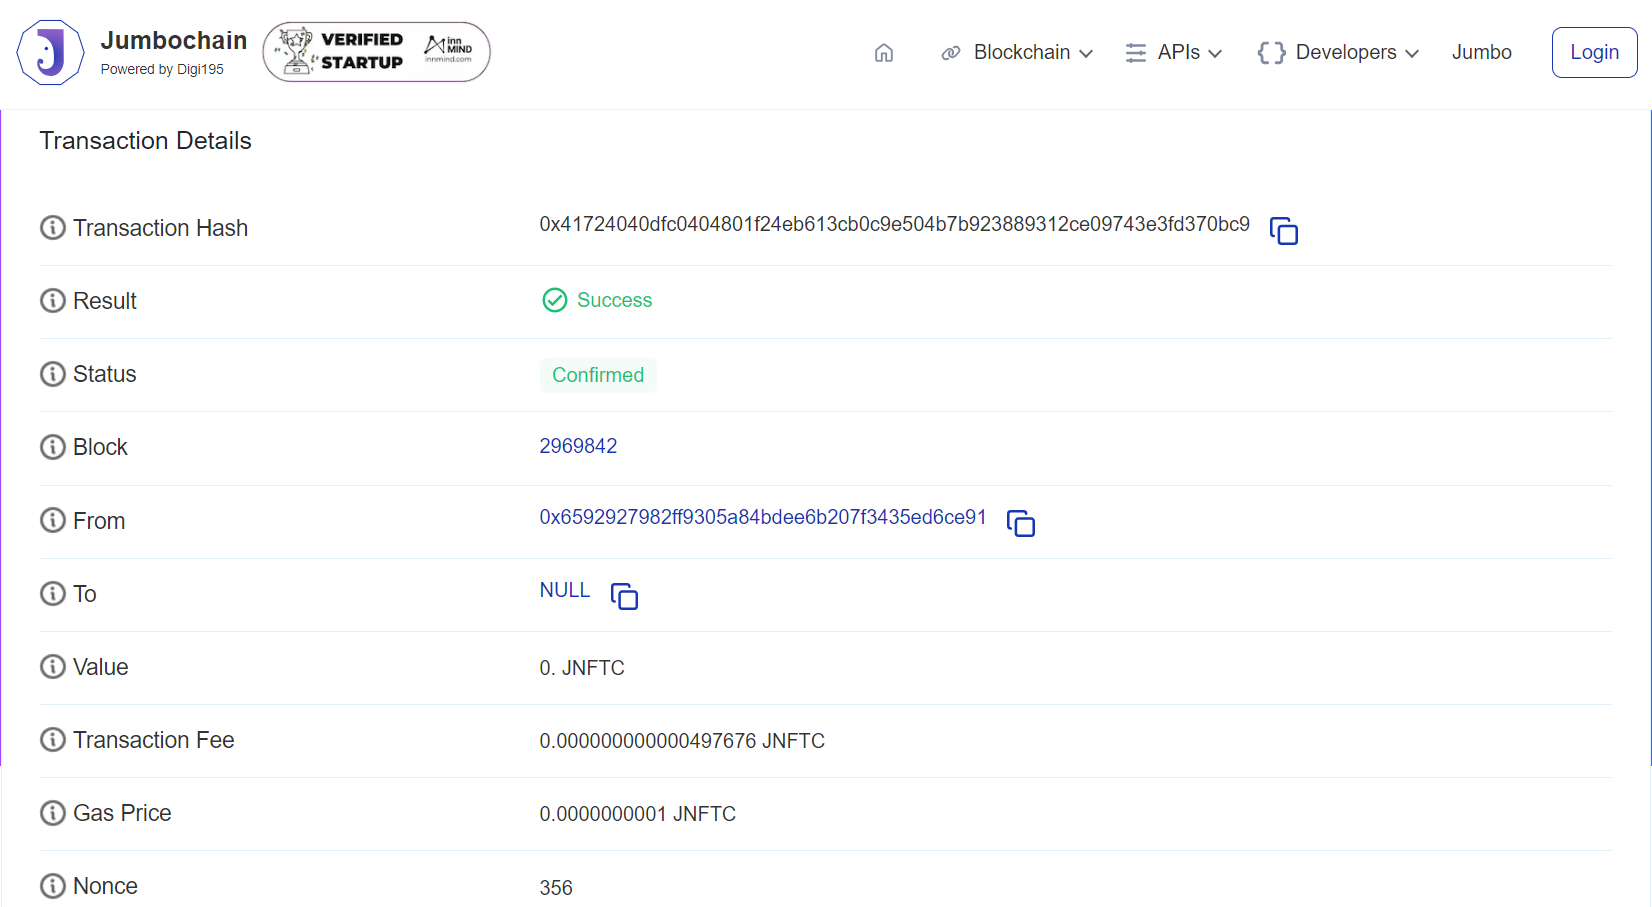 Jumbochain
Powered by Digi195
VERIFIED
STARTUP
inn
MIND
innmind.com
Blockchain
APIs
Developers
Jumbo
Login
Transaction Details
Transaction Hash
0x41724040dfc0404801f24eb613cb0c9e504b7b923889312ce09743e3fd370bc9
Result
Success
Status
Confirmed
Block
2969842
From
0x6592927982ff9305a84bdee6b207f3435ed6ce91
To
NULL
Value
0. JNFTC
Transaction Fee
0.000000000000497676 JNFTC
Gas Price
0.0000000001 JNFTC
Nonce
356